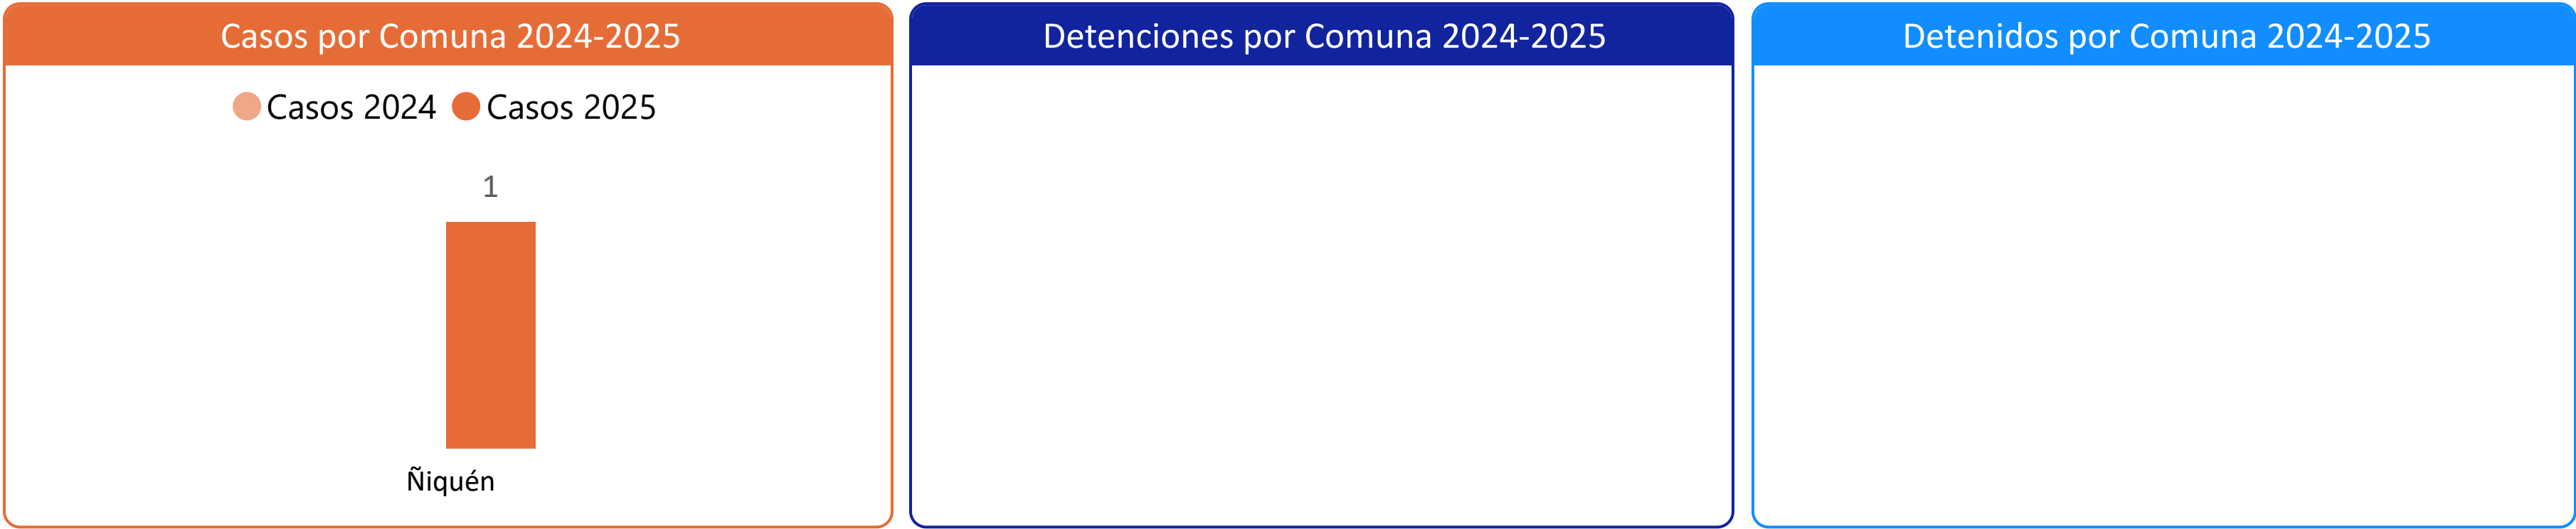 Casos por Comuna 2024-2025
Casos 2024 Casos 2025
1
Ñiquén
Detenciones por Comuna 2024-2025
Detenidos por Comuna 2024-2025